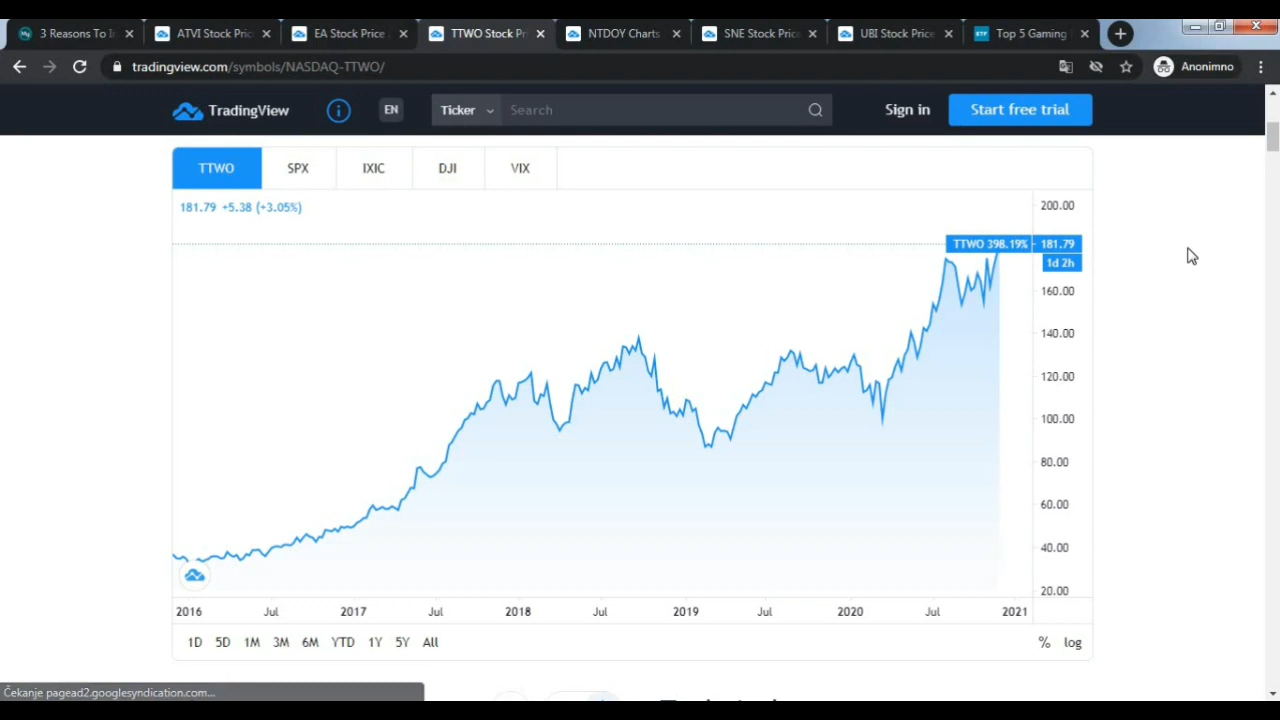 3 Reasons To I
ATVI Stock Pric
EA Stock Price
TTWO Stock P
NTDOY Charts
SNE Stock Price
UBI Stock Price
ETF Top 5 Gaming
tradingview.com/symbols/NASDAQ-TTWO/
Anonimno
TradingView
i
EN
Ticker
Search
Sign in
Start free trial
TTWO
SPX
IXIC
DJI
VIX
181.79 +5.38 (+3.05%)
200.00
TTWO 398.19% 181.79
1d 2h
160.00
140.00
120.00
100.00
80.00
60.00
40.00
20.00
2016 Jul 2017 Jul 2018 Jul 2019 Jul 2020 Jul 2021
1D 5D 1M 3M 6M YTD 1Y 5Y All
% log
Čekanje pagead2.googlesyndication.com...